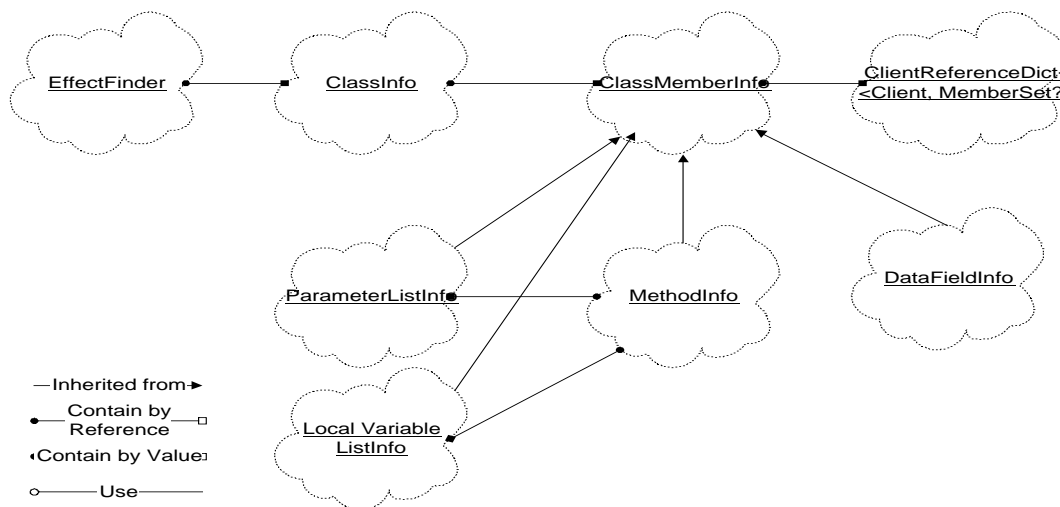 EffectFinder
ClassInfo
ClassMemberInfo
ClientReferenceDict
<Client, MemberSet?
ParameterListInfo
MethodInfo
DataFieldInfo
Local Variable
ListInfo
Inherited from
Contain by
Reference
Contain by Value
Use